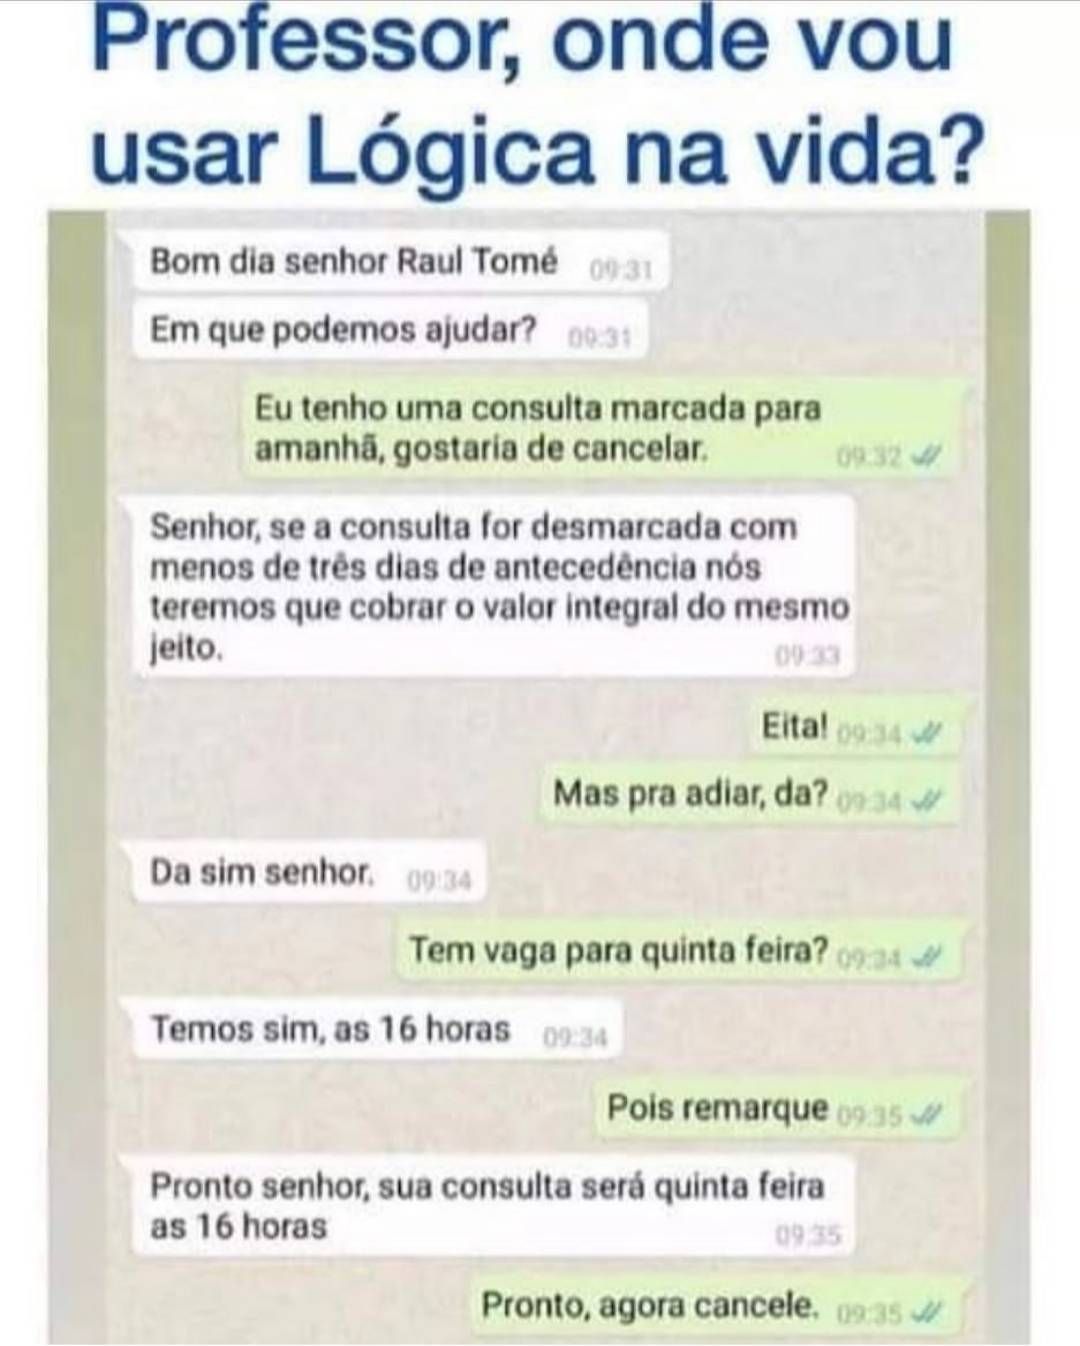 Professor, onde vou
usar Lógica na vida?
Bom dia senhor Raul Tomé 09:31
Em que podemos ajudar? 09:31
Eu tenho uma consulta marcada para
amanhã, gostaria de cancelar. 09:32
Senhor, se a consulta for desmarcada com
menos de três dias de antecedência nós
teremos que cobrar o valor integral do mesmo
jeito. 09:33
Eita! 09:34
Mas pra adiar, da? 09:34
Da sim senhor. 09:34
Tem vaga para quinta feira? 09:34
Temos sim, as 16 horas 09:34
Pois remarque 09:35
Pronto senhor, sua consulta será quinta feira
as 16 horas 09:35
Pronto, agora cancele. 09:35